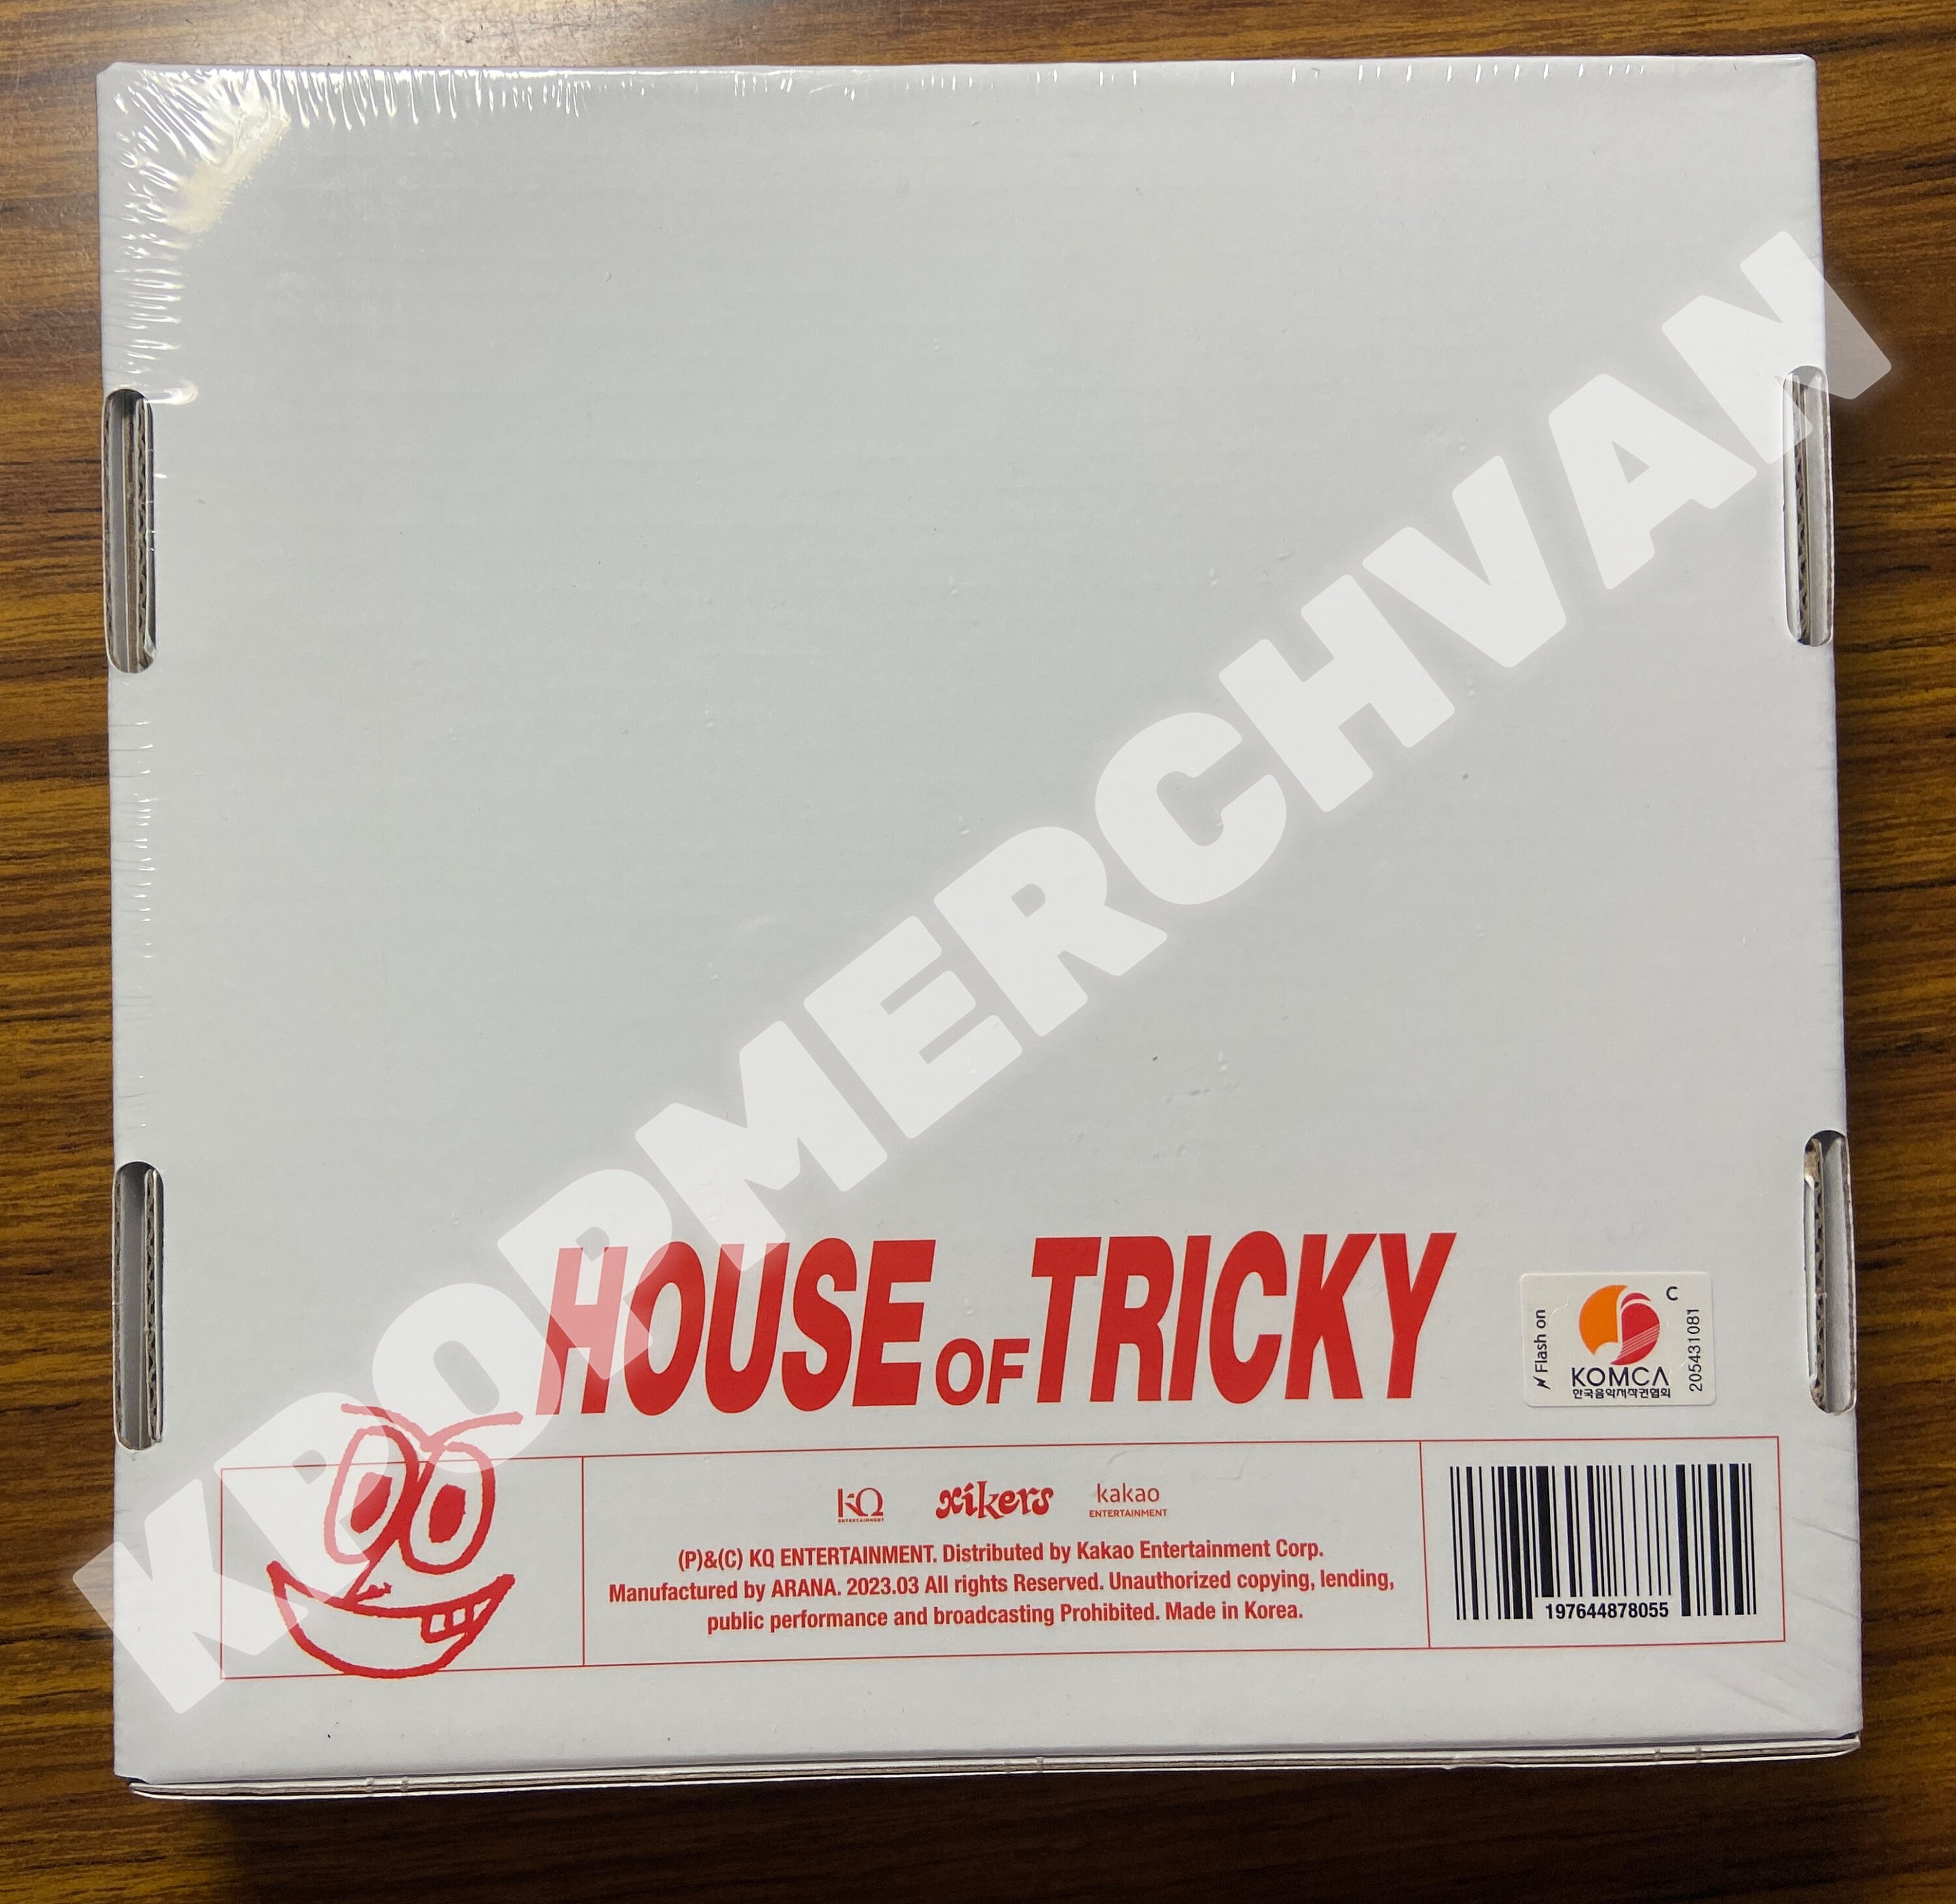 KPOPMERCHVAN
HOUSE OF TRICKY
Flash on
C
KOMCA
한국음악저작권협회
205431081
KQ
ENTERTAINMENT
xikers
kakao
ENTERTAINMENT
(P)&(C) KQ ENTERTAINMENT. Distributed by Kakao Entertainment Corp.
Manufactured by ARANA. 2023.03 All rights Reserved. Unauthorized copying, lending,
public performance and broadcasting Prohibited. Made in Korea.
197644878055